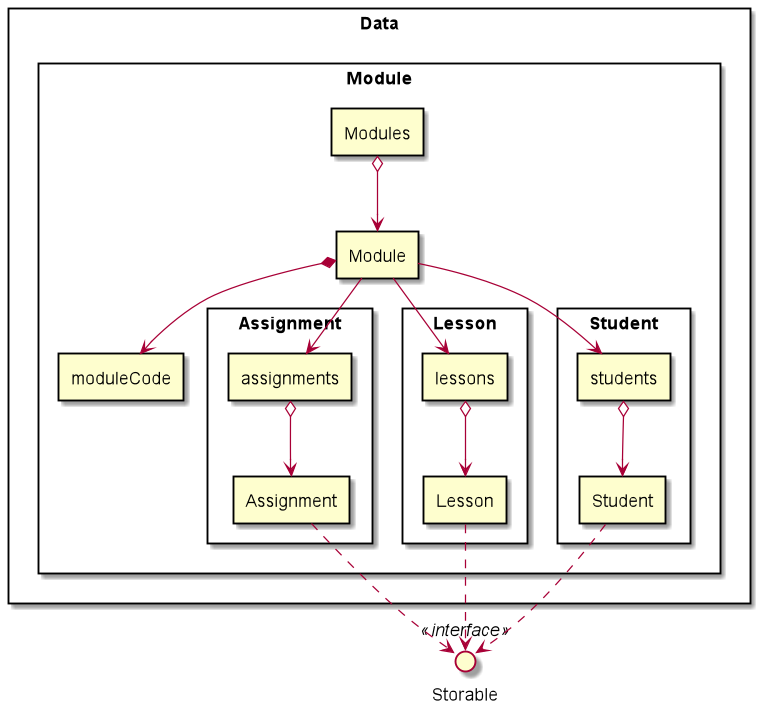 Data
Module
Modules
Module
Assignment
Lesson
Student
moduleCode
assignments
lessons
students
Assignment
Lesson
Student
«interface»
Storable